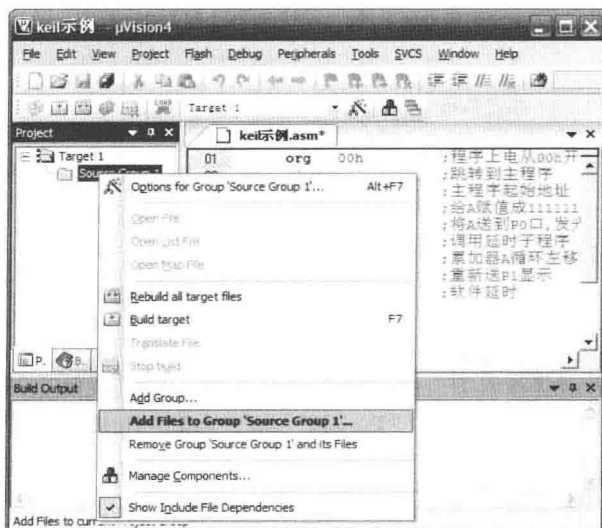 keil示例 - μVision4
File Edit View Project Flash Debug Peripherals Tools SVCS Window Help
Target 1
Project
keil示例.asm*
Target 1
Source Group 1
01 org 00h ;程序上电从00h开
;跳转到主程序
;主程序起始地址
;给A赋值成111111
;将A送到P0口,发
;调用延时子程序
;累加器A循环左移
;重新送P1显示
;软件延时
Options for Group 'Source Group 1'... Alt+F7
Open File
Open List File
Open Map File
Rebuild all target files
Build target F7
Translate File
Stop build
Add Group...
Add Files to Group 'Source Group 1'...
Remove Group 'Source Group 1' and its Files
Manage Components...
Show Include File Dependencies
P. B.
Build Output
Add Files to current Project Group